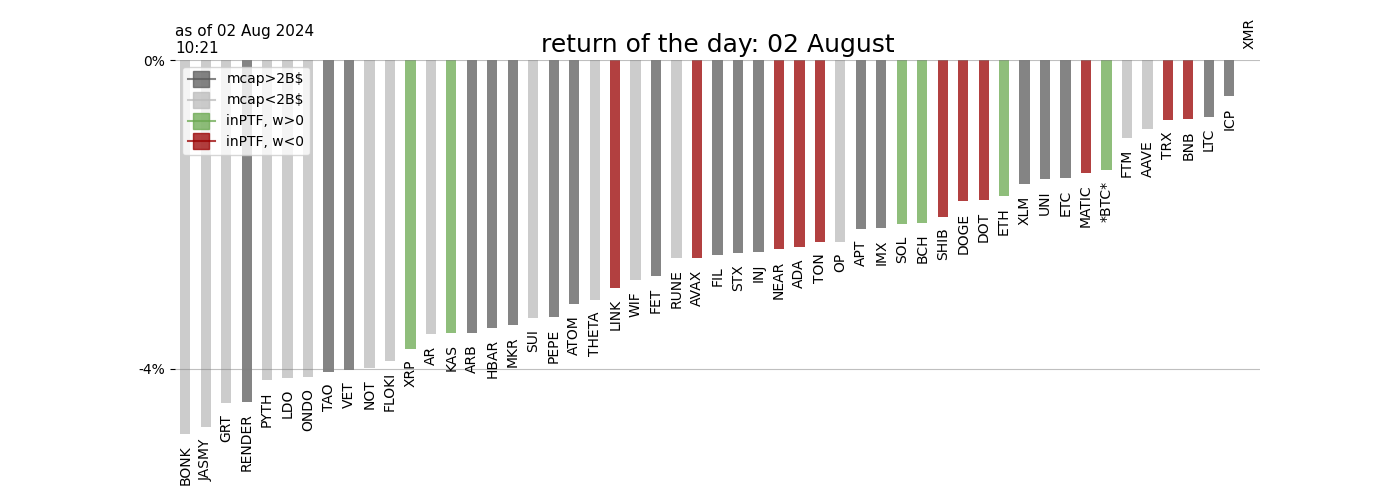 as of 02 Aug 2024
10:21
return of the day: 02 August
0%
-4%
mcap>2B$
mcap<2B$
inPTF, w>0
inPTF, w<0
BONK
JASMY
GRT
RENDER
PYTH
LDO
ONDO
TAO
VET
NOT
FLOKI
XRP
AR
KAS
ARB
HBAR
MKR
SUI
PEPE
ATOM
THETA
LINK
WIF
FET
RUNE
AVAX
FIL
STX
INJ
NEAR
ADA
TON
OP
APT
IMX
SOL
BCH
SHIB
DOGE
DOT
ETH
XLM
UNI
ETC
MATIC
*BTC*
FTM
AAVE
TRX
BNB
LTC
ICP
XMR